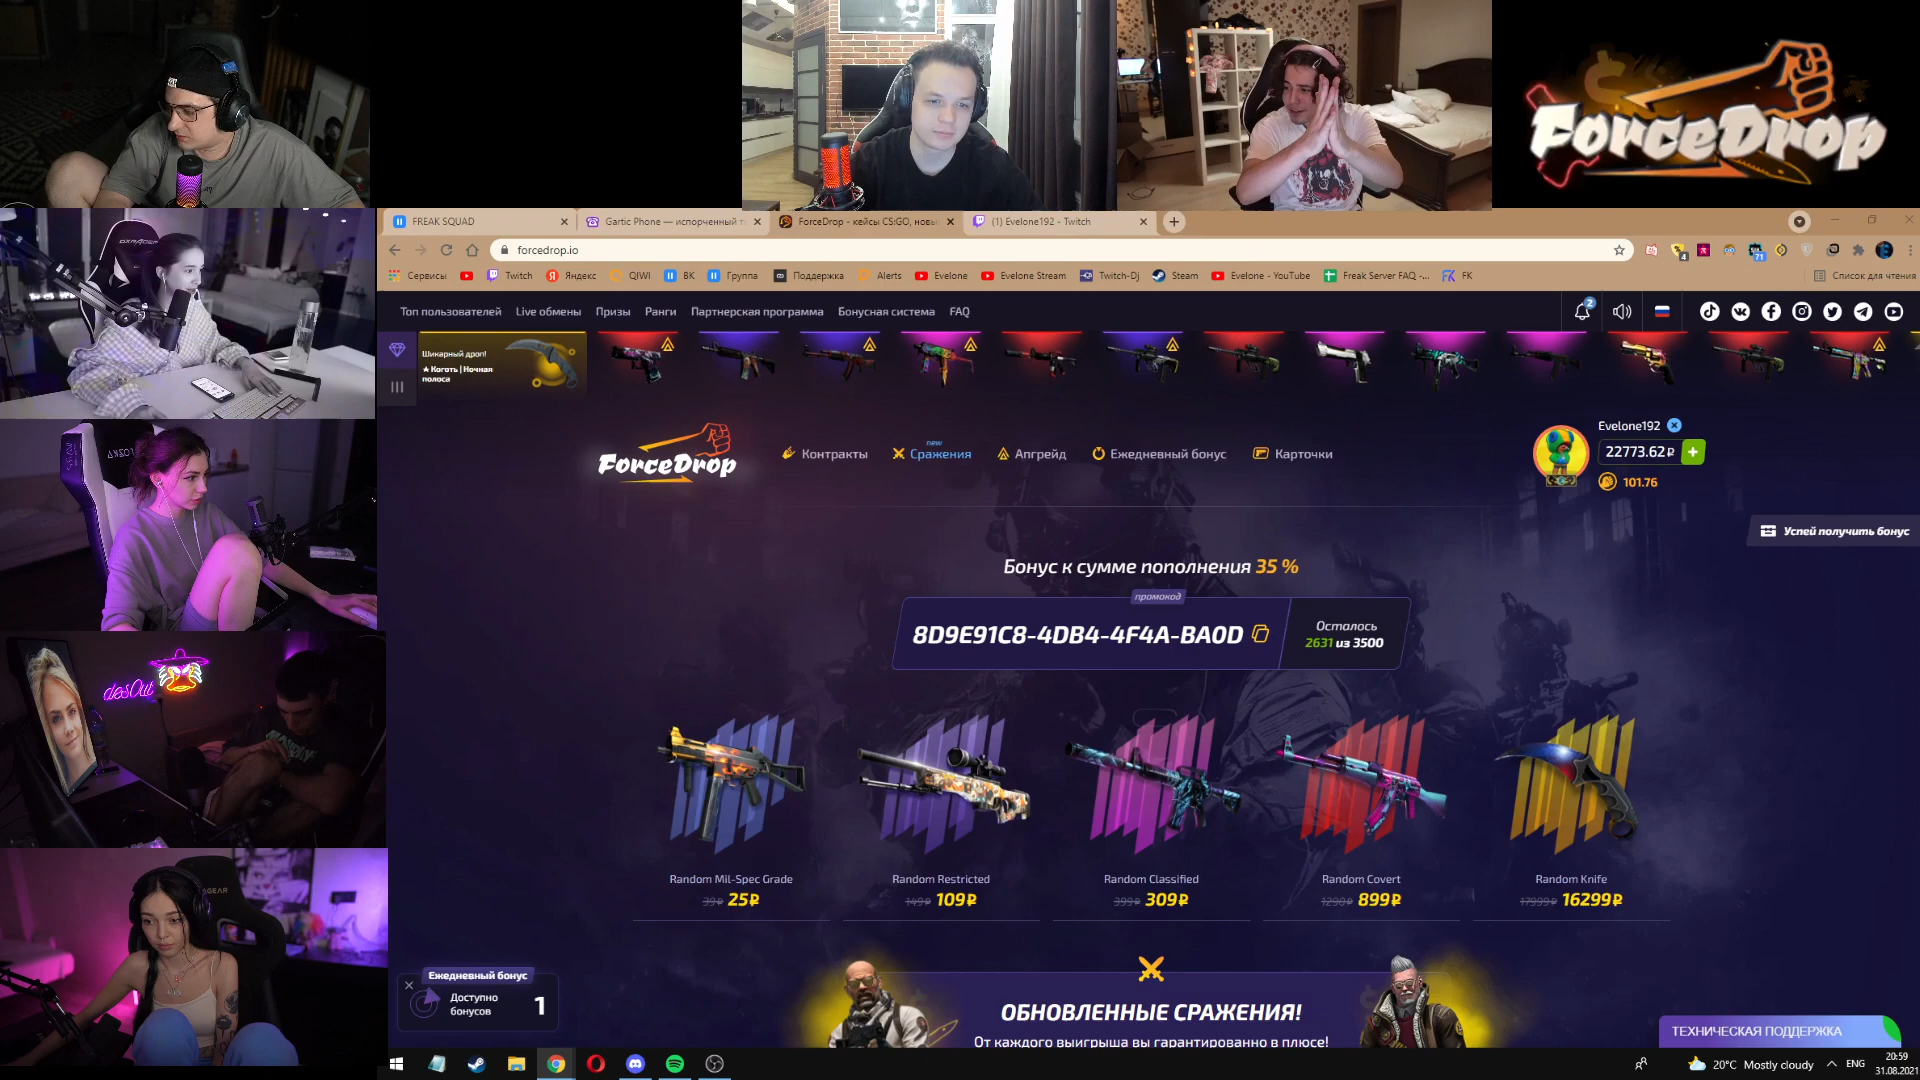 ForceDrop
FREAK SQUAD
Gartic Phone — испорченный т
ForceDrop - кейсы CS:GO, новы
(1) Evelone192 - Twitch
forcedrop.io
4
71
Сервисы
Twitch
Яндекс
QIWI
ВК
Группа
Поддержка
Alerts
Evelone
Evelone Stream
Twitch-Dj
Steam
Evelone - YouTube
Freak Server FAQ -...
FK
Список для чтения
Топ пользователей
Live обмены
Призы
Ранги
Партнерская программа
Бонусная система
FAQ
2
Шикарный дроп!
★ Коготь | Ночная
полоса
ForceDrop
Контракты
new
Сражения
Апгрейд
Ежедневный бонус
Карточки
Evelone192
22773.62₽
+
101.76
Успей получить бонус
Бонус к сумме пополнения 35 %
промокод
8D9E91C8-4DB4-4F4A-BA0D
Осталось
2631 из 3500
Random Mil-Spec Grade
39₽ 25₽
Random Restricted
149₽ 109₽
Random Classified
399₽ 309₽
Random Covert
1290₽ 899₽
Random Knife
17999₽ 16299₽
Ежедневный бонус
Доступно
бонусов
1
ОБНОВЛЕННЫЕ СРАЖЕНИЯ!
От каждого выигрыша вы гарантированно в плюсе!
ТЕХНИЧЕСКАЯ ПОДДЕРЖКА
20°C Mostly cloudy
ENG
20:59
31.08.2021
DXRACER
desOut